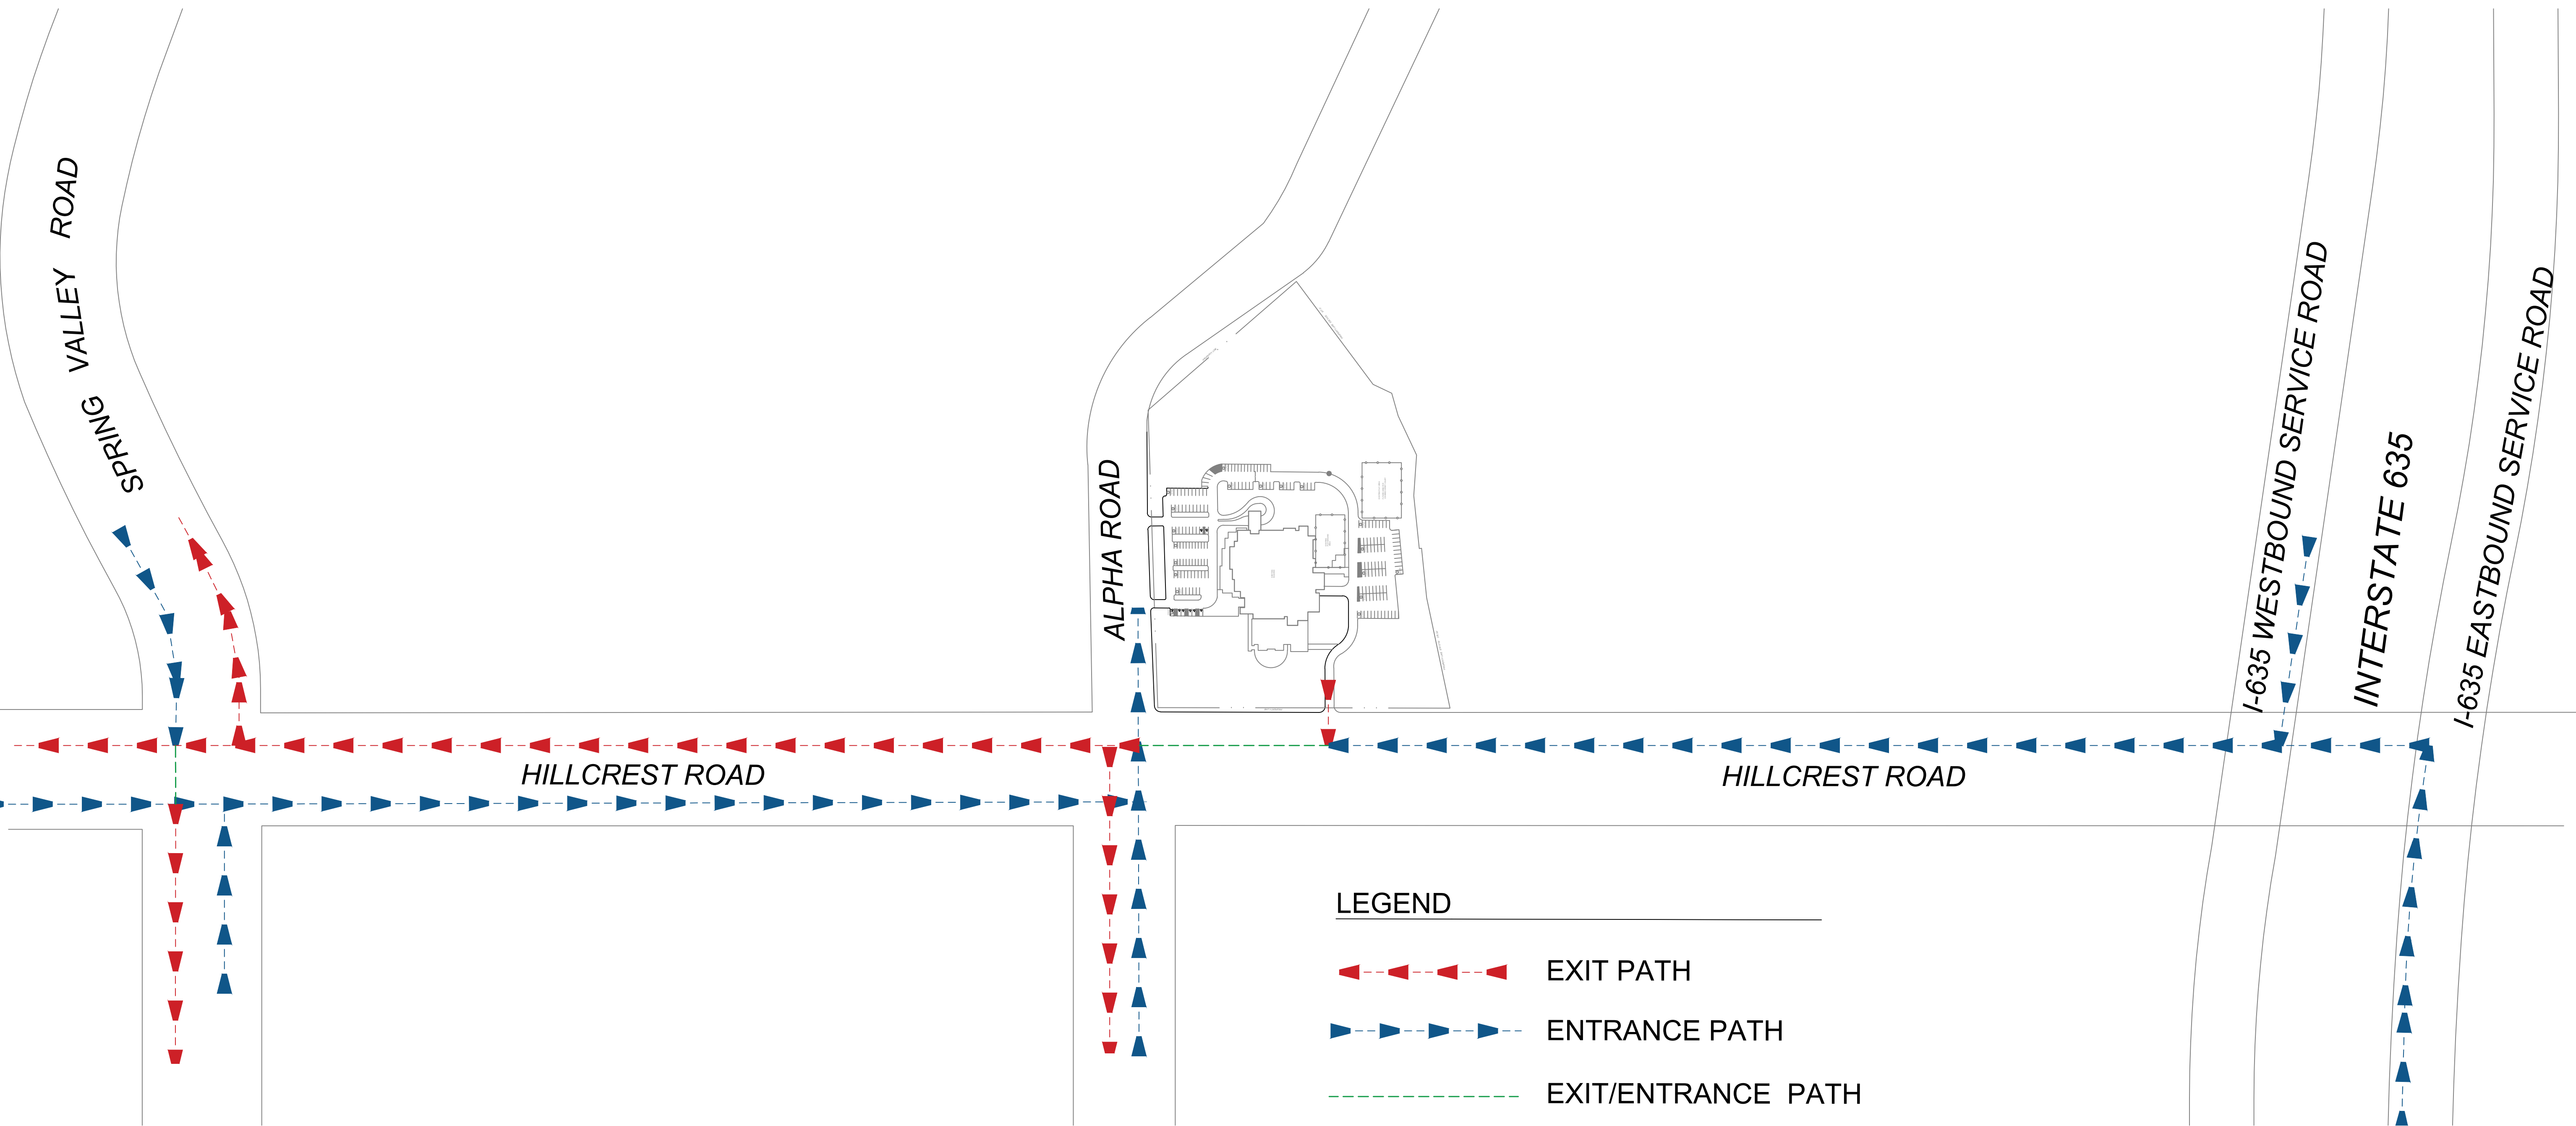 SPRING VALLEY ROAD
ALPHA ROAD
I-635 WESTBOUND SERVICE ROAD
INTERSTATE 635
I-635 EASTBOUND SERVICE ROAD
HILLCREST ROAD
HILLCREST ROAD
LEGEND
EXIT PATH
ENTRANCE PATH
EXIT/ENTRANCE PATH